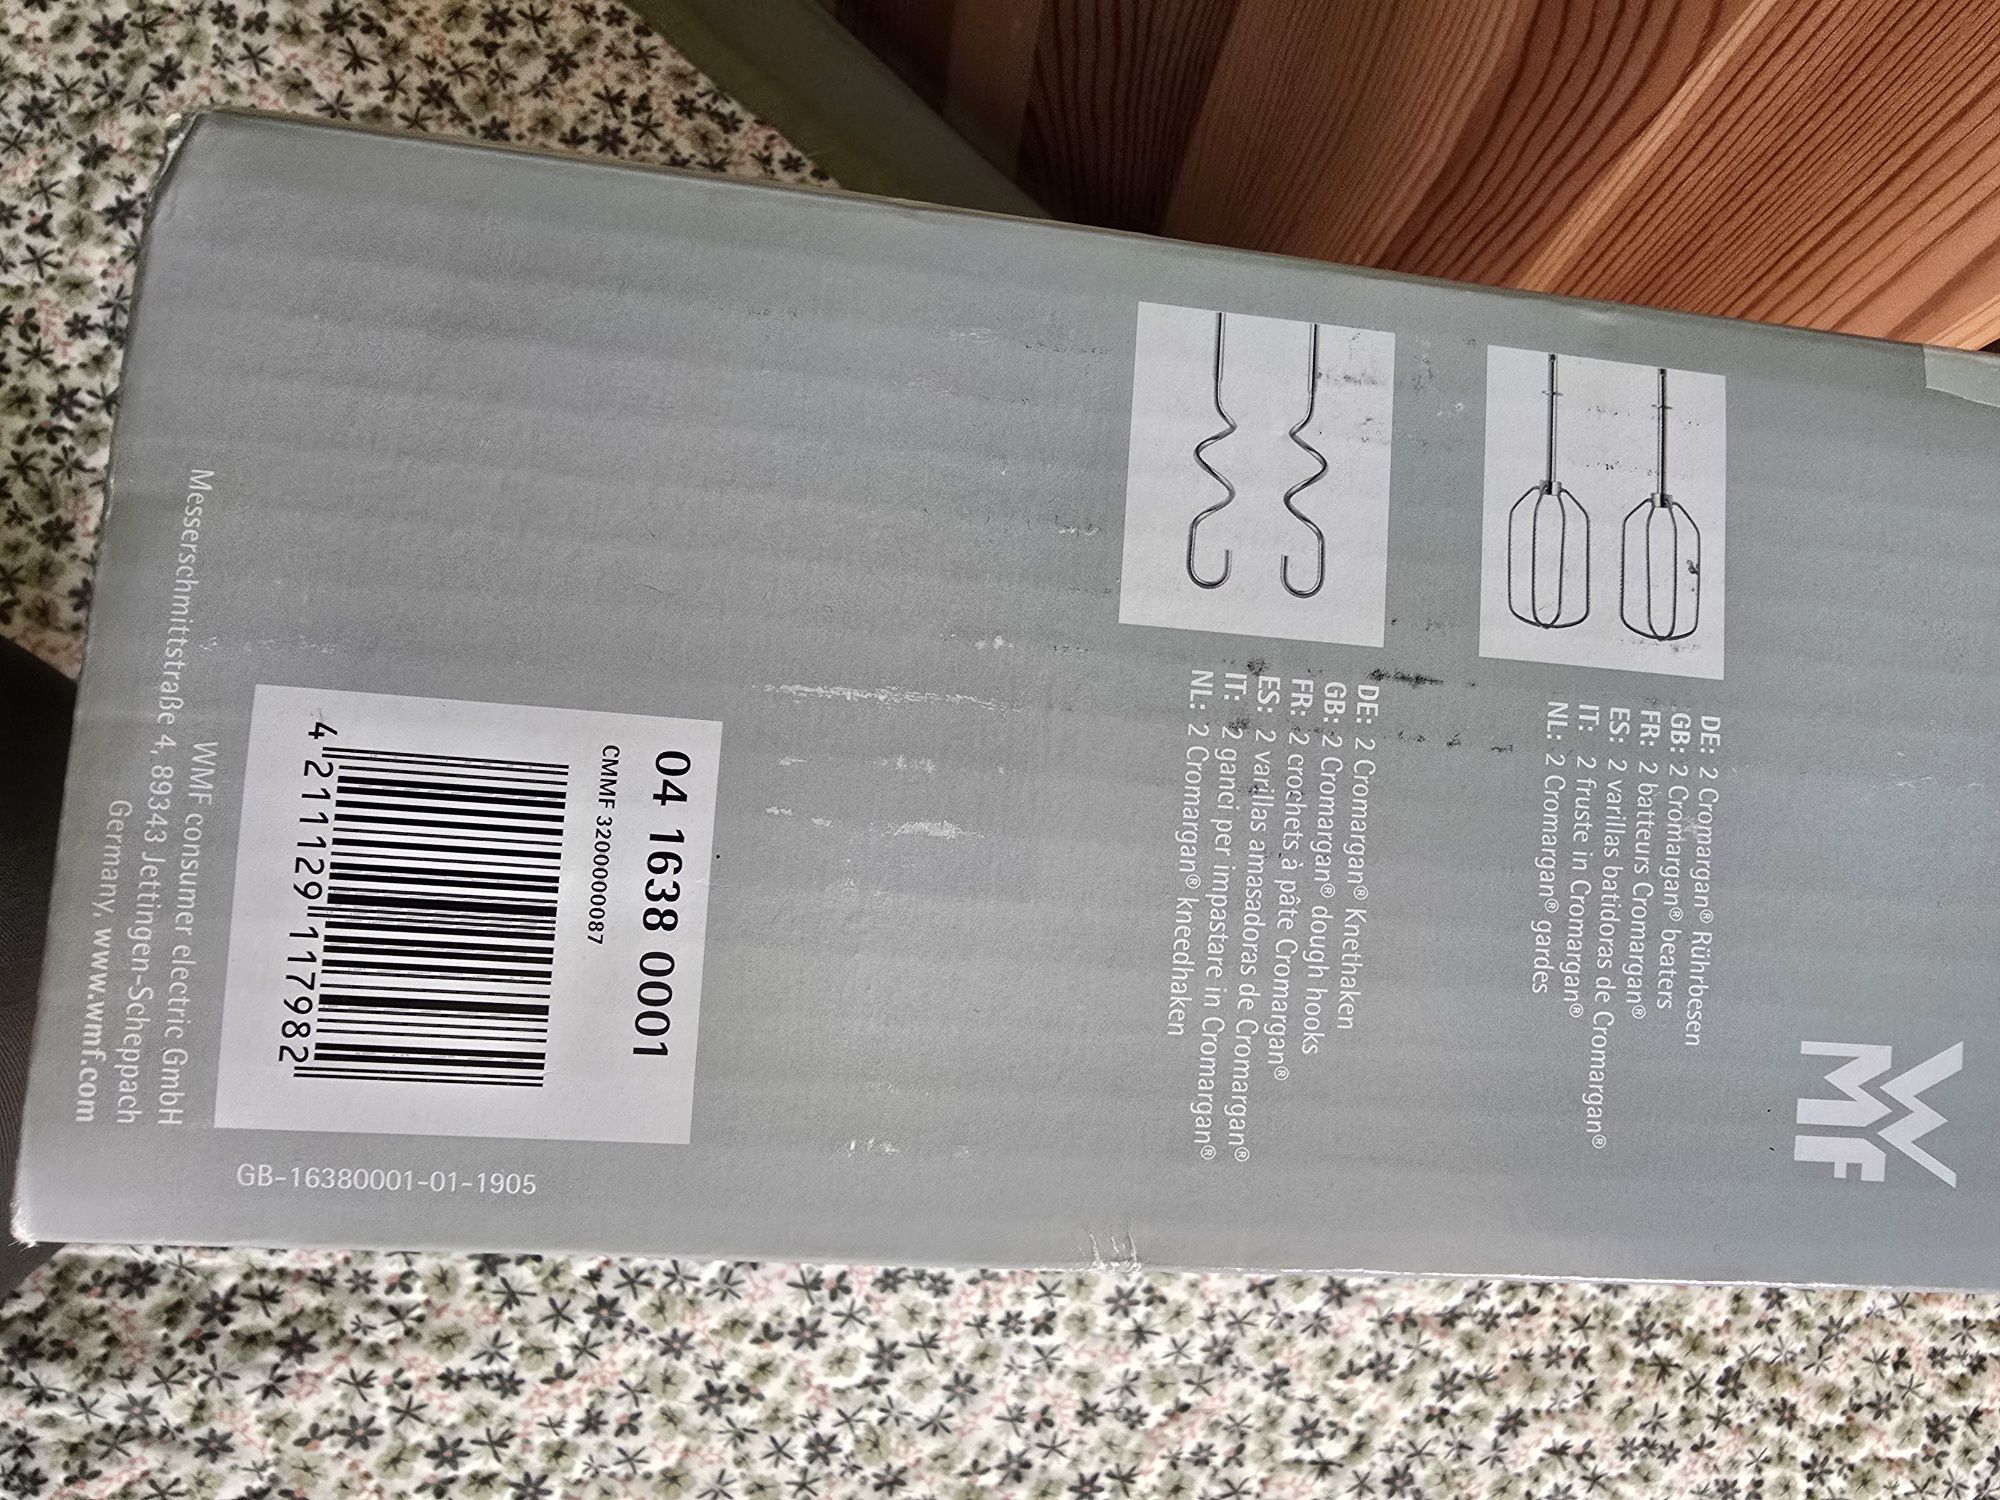 WMF
DE: 2 Cromargan® Rührbesen
GB: 2 Cromargan® beaters
FR: 2 batteurs Cromargan®
ES: 2 varillas batidoras de Cromargan®
IT: 2 fruste in Cromargan®
NL: 2 Cromargan® gardes
DE: 2 Cromargan® Knethaken
GB: 2 Cromargan® dough hooks
FR: 2 crochets à pâte Cromargan®
ES: 2 varillas amasadoras de Cromargan®
IT: 2 ganci per impastare in Cromargan®
NL: 2 Cromargan® kneedhaken
04 1638 0001
CMMF 3200000087
4 211129 117982
GB-16380001-01-1905
WMF consumer electric GmbH
Messerschmittstraße 4, 89343 Jettingen-Scheppach
Germany, www.wmf.com